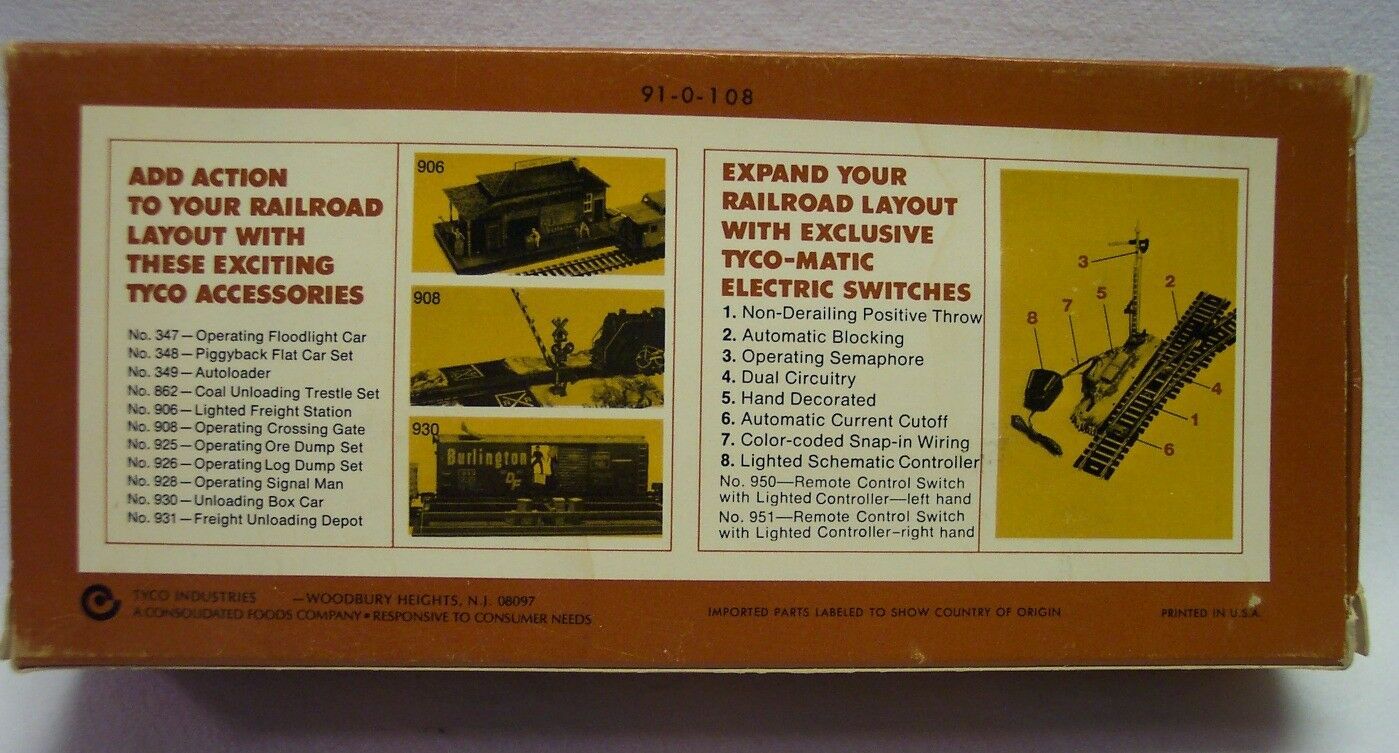 91-0-108
ADD ACTION
TO YOUR RAILROAD
LAYOUT WITH
THESE EXCITING
TYCO ACCESSORIES
No. 347—Operating Floodlight Car
No. 348—Piggyback Flat Car Set
No. 349—Autoloader
No. 862—Coal Unloading Trestle Set
No. 906—Lighted Freight Station
No. 908—Operating Crossing Gate
No. 925—Operating Ore Dump Set
No. 926—Operating Log Dump Set
No. 928—Operating Signal Man
No. 930—Unloading Box Car
No. 931—Freight Unloading Depot
906
908
930
Burlington
DF
EXPAND YOUR
RAILROAD LAYOUT
WITH EXCLUSIVE
TYCO-MATIC
ELECTRIC SWITCHES
1. Non-Derailing Positive Throw
2. Automatic Blocking
3. Operating Semaphore
4. Dual Circuitry
5. Hand Decorated
6. Automatic Current Cutoff
7. Color-coded Snap-in Wiring
8. Lighted Schematic Controller
No. 950—Remote Control Switch
with Lighted Controller—left hand
No. 951—Remote Control Switch
with Lighted Controller–right hand
3
2
7 5
8
4
1
6
TYCO INDUSTRIES —WOODBURY HEIGHTS, N.J. 08097
A CONSOLIDATED FOODS COMPANY • RESPONSIVE TO CONSUMER NEEDS
IMPORTED PARTS LABELED TO SHOW COUNTRY OF ORIGIN
PRINTED IN U.S.A.